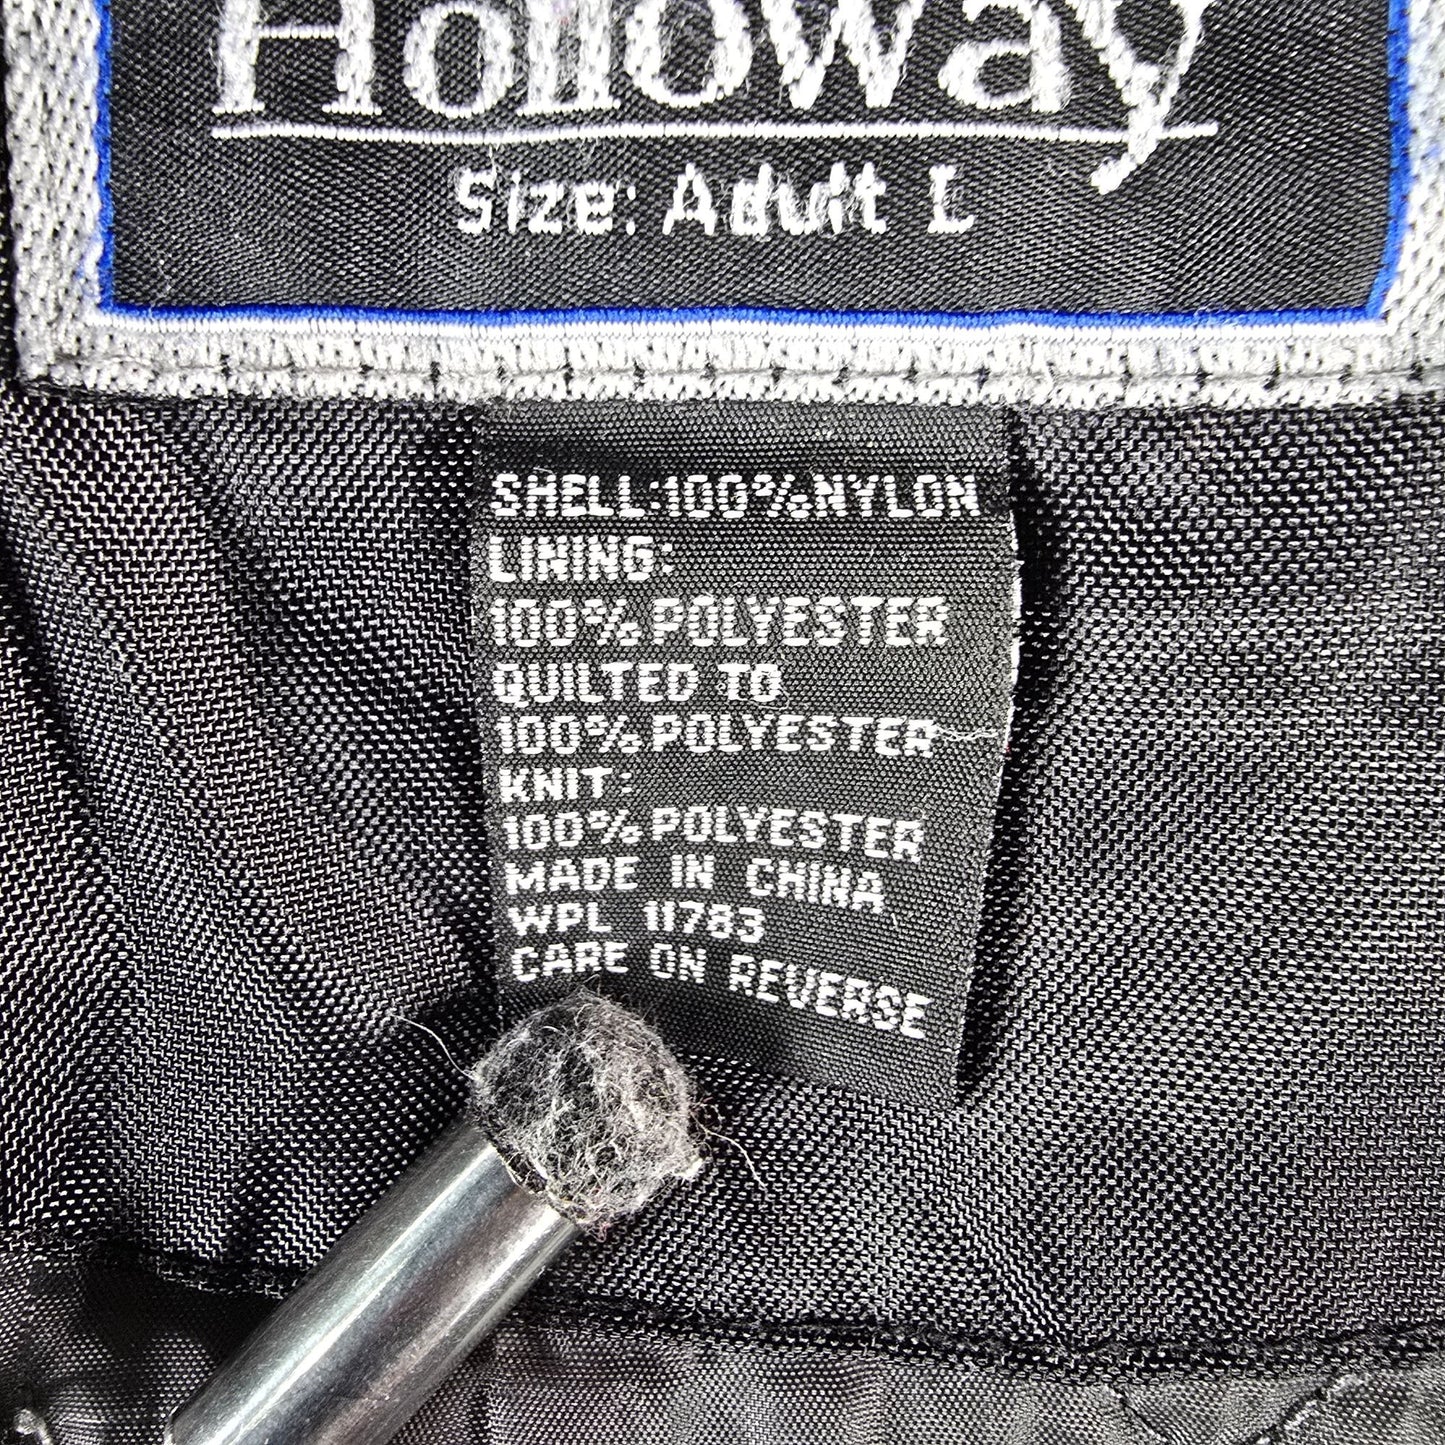 Holloway
Size: Adult L
SHELL:100%NYLON
LINING:
100%POLYESTER
QUILTED TO
100%POLYESTER
KNIT:
100%POLYESTER
MADE IN CHINA
WPL 11783
CARE ON REVERSE